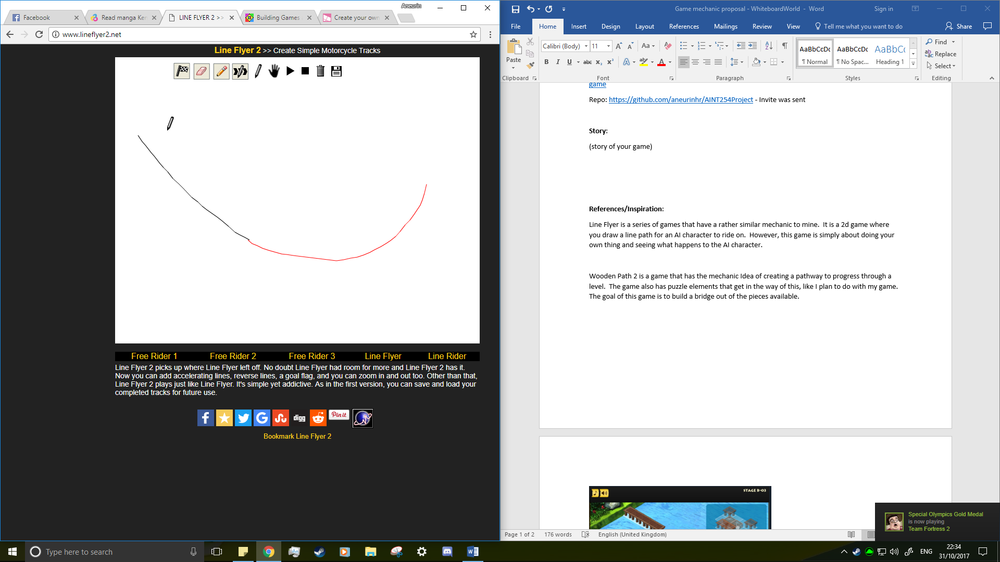 Aneurin
Facebook
Read manga Ker
LINE FLYER 2 >>
Building Games
Create your own
www.lineflyer2.net
Line Flyer 2 >> Create Simple Motorcycle Tracks
Free Rider 1 Free Rider 2 Free Rider 3 Line Flyer Line Rider
Line Flyer 2 picks up where Line Flyer left off. No doubt Line Flyer had room for more and Line Flyer 2 has it.
Now you can add accelerating lines, reverse lines, a goal flag, and you can zoom in and out too. Other than that,
Line Flyer 2 plays just like Line Flyer. It's simple yet addictive. As in the first version, you can save and load your
completed tracks for future use.
digg
Pin it
Bookmark Line Flyer 2
Game mechanic proposal - WhiteboardWorld - Word
Sign in
File Home Insert Design Layout References Mailings Review View Tell me what you want to do Share
Paste
Clipboard
Calibri (Body) 11
Aa
B I U abc x₂ x² A ab A
Font
Paragraph
AaBbCcDc AaBbCcDc AaBbCc
¶ Normal ¶ No Spac... Heading 1
Styles
Find
Replace
Select
Editing
game
Repo: https://github.com/aneurinhr/AINT254Project - Invite was sent
Story:
(story of your game)
References/Inspiration:
Line Flyer is a series of games that have a rather similar mechanic to mine. It is a 2d game where
you draw a line path for an AI character to ride on. However, this game is simply about doing your
own thing and seeing what happens to the AI character.
Wooden Path 2 is a game that has the mechanic Idea of creating a pathway to progress through a
level. The game also has puzzle elements that get in the way of this, like I plan to do with my game.
The goal of this game is to build a bridge out of the pieces available.
STAGE B-03
Special Olympics Gold Medal
is now playing
Team Fortress 2
Page 1 of 2 176 words English (United Kingdom)
Type here to search
ENG
22:34
31/10/2017